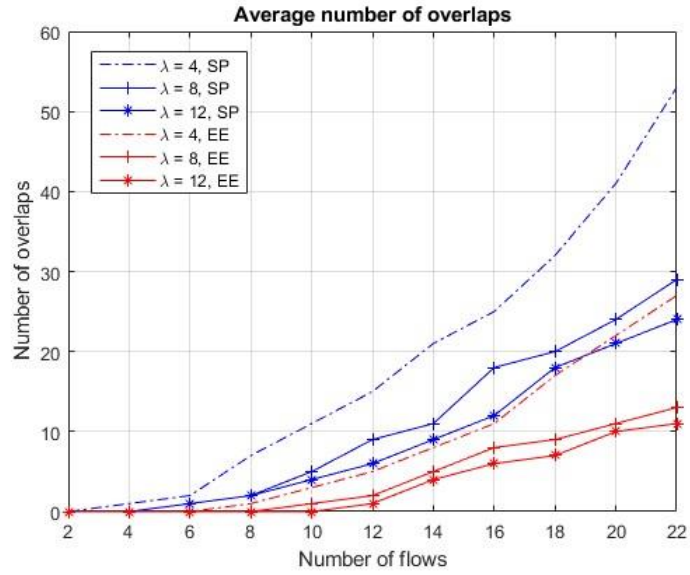 Average number of overlaps
60
50
40
30
20
10
0
Number of overlaps
λ = 4, SP
λ = 8, SP
λ = 12, SP
λ = 4, EE
λ = 8, EE
λ = 12, EE
2 4 6 8 10 12 14 16 18 20 22
Number of flows